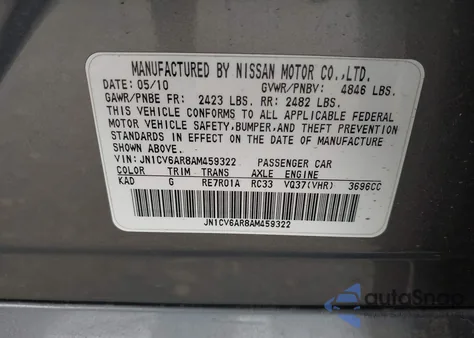 MANUFACTURED BY NISSAN MOTOR CO.,LTD.
DATE: 05/10 GVWR/PNBV: 4846 LBS.
GAWR/PNBE FR: 2423 LBS. RR: 2482 LBS.
THIS VEHICLE CONFORMS TO ALL APPLICABLE FEDERAL
MOTOR VEHICLE SAFETY,BUMPER,AND THEFT PREVENTION
STANDARDS IN EFFECT ON THE DATE OF MANUFACTURE
SHOWN ABOVE.
VIN: JN1CV6AR8AM459322 PASSENGER CAR
COLOR TRIM TRANS AXLE ENGINE
KAD G RE7R01A RC33 VQ37(VHR) 3696CC
JN1CV6AR8AM459322
autoSnap